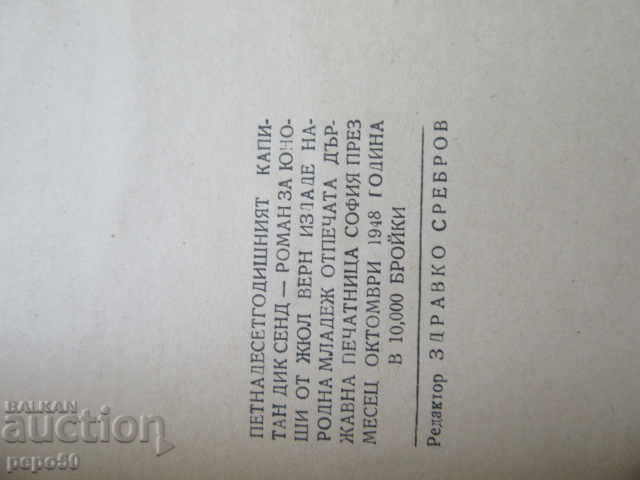 ПЕТНАДЕСЕТГОДИШНИЯТ КАПИ-
ТАН ДИК СЕНД — РОМАН ЗА ЮНО-
ШИ ОТ ЖЮЛ ВЕРН ИЗДАДЕ НА-
РОДНА МЛАДЕЖ ОТПЕЧАТА ДЪР-
ЖАВНА ПЕЧАТНИЦА СОФИЯ ПРЕЗ
МЕСЕЦ ОКТОМВРИ 1948 ГОДИНА
В 10,000 БРОЙКИ
Редактор ЗДРАВКО СРЕБРОВ
BALKAN
auction
pepo50